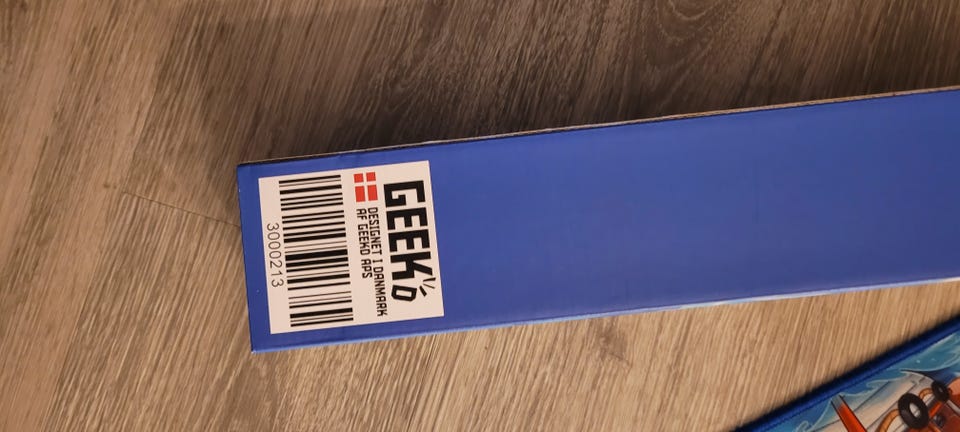 GEEKD
DESIGNET I DANMARK
AF GEEKD APS
3000213